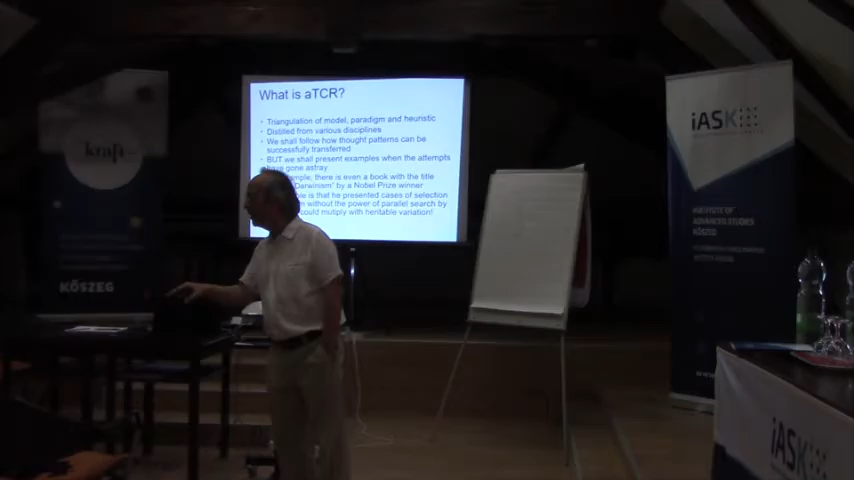 What is aTCR?
Triangulation of model, paradigm and heuristic
Distilled from various disciplines
We shall follow how thought patterns can be
successfully transferred
BUT we shall present examples when the attempts
have gone astray
there is even a book with the title
Darwinism" by a Nobel Prize winner
is that he presented cases of selection
without the power of parallel search by
could mutiply with heritable variation!
kraft
KŐSZEG
iASK
INSTITUTE OF
ADVANCED STUDIES
KŐSZEG
iASK